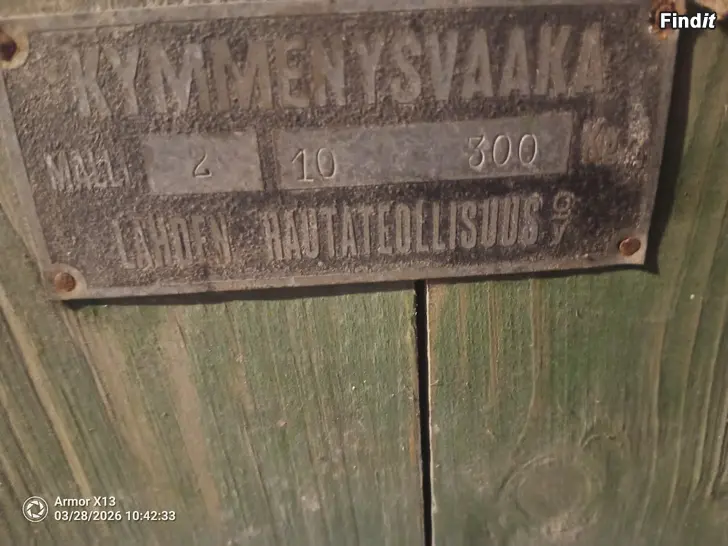 Findit
KYMMENYSVAAKA
MALLI 2 10 300 Kg
LAHDEN RAUTATEOLLISUUS Oy
Armor X13
03/28/2026 10:42:33